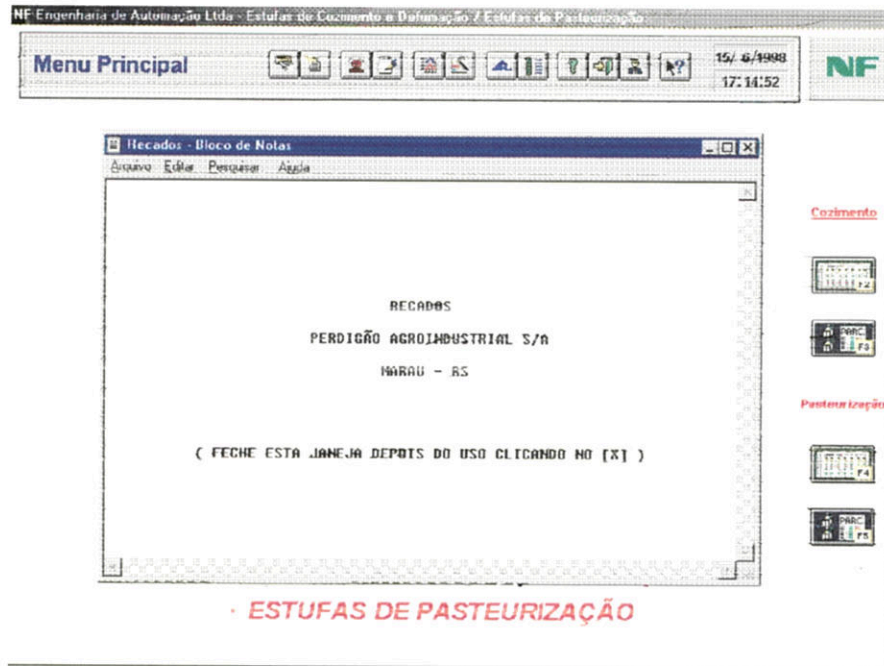 NF Engenharia de Automação Ltda - Estufas de Cozimento e Defumação / Estufas de Pasteurização
Menu Principal
15/ 6/1998
17:14:52
NF
Recados - Bloco de Notas
Arquivo Editar Pesquisar Ajuda
RECADOS
PERDIGÃO AGROINDUSTRIAL S/A
MARAU - RS
( FECHE ESTA JANEJA DEPOIS DO USO CLICANDO NO [X] )
Cozimento
F2
PARC.
F3
Pasteurização
F4
PARC.
F5
ESTUFAS DE PASTEURIZAÇÃO